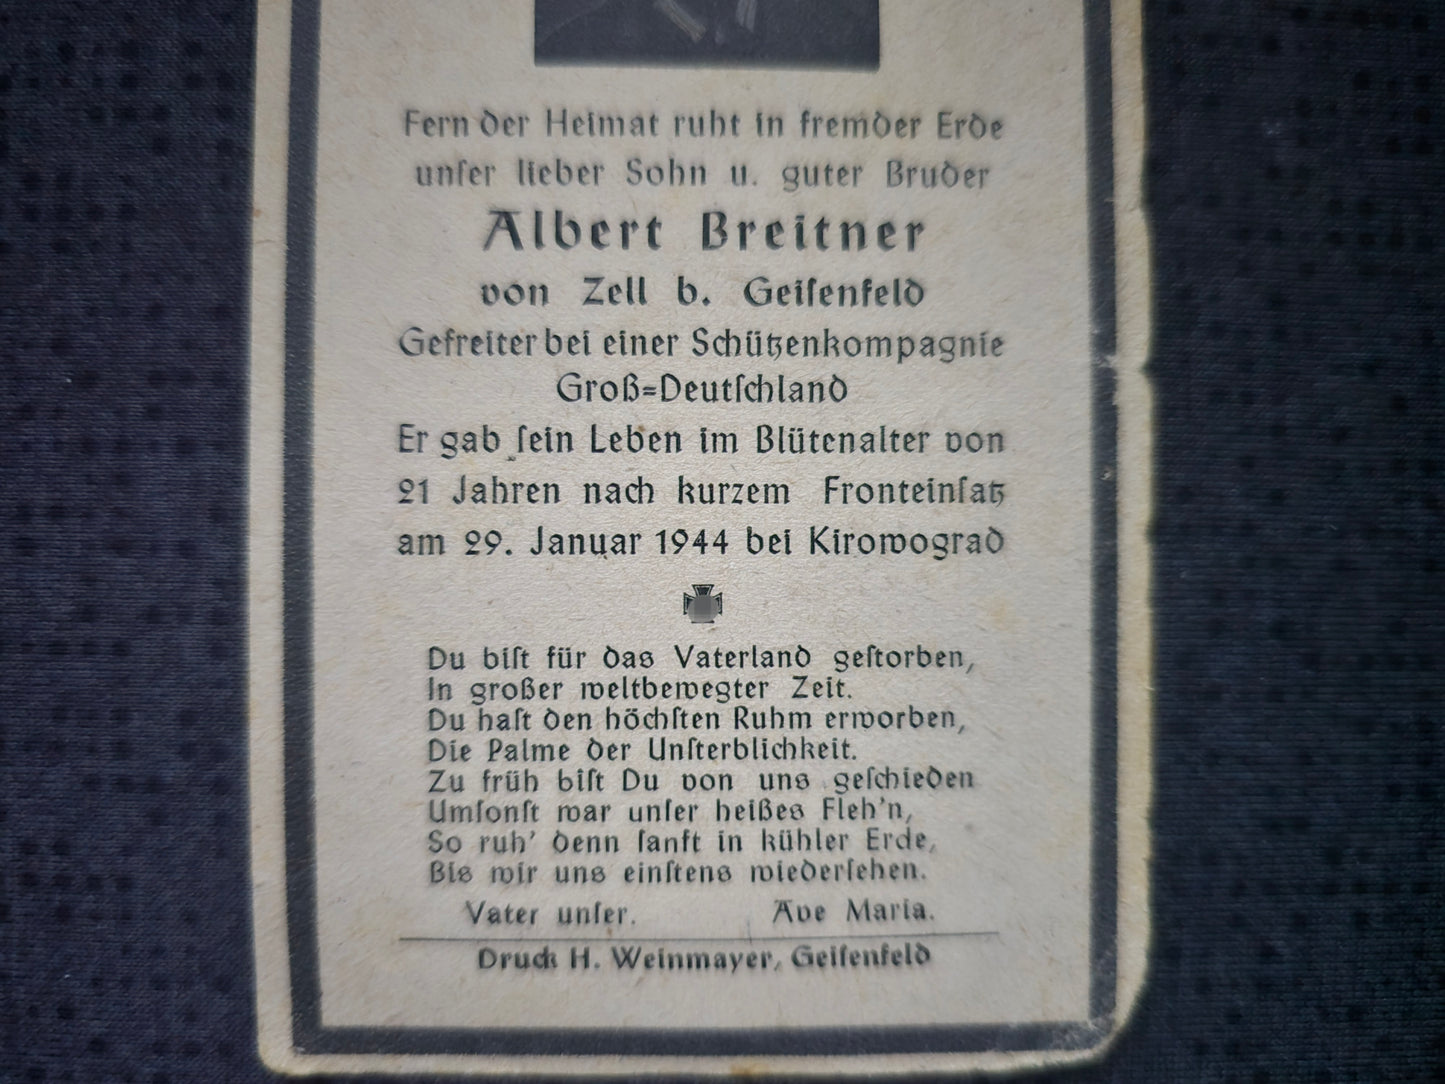 Fern der Heimat ruht in fremder Erde
unſer lieber Sohn u. guter Bruder
Albert Breitner
von Zell b. Geiſenfeld
Gefreiter bei einer Schützenkompagnie
Groß=Deutſchland
Er gab ſein Leben im Blütenalter von
21 Jahren nach kurzem Fronteinſatz
am 29. Januar 1944 bei Kirowograd
Du biſt für das Vaterland geſtorben,
In großer weltbewegter Zeit.
Du haſt den höchſten Ruhm erworben,
Die Palme der Unſterblichkeit.
Zu früh biſt Du von uns geſchieden
Umſonſt war unſer heißes Fleh'n,
So ruh' denn ſanft in kühler Erde,
Bis wir uns einſtens wiederſehen.
Vater unſer. Ave Maria.
Druck H. Weinmayer, Geiſenfeld